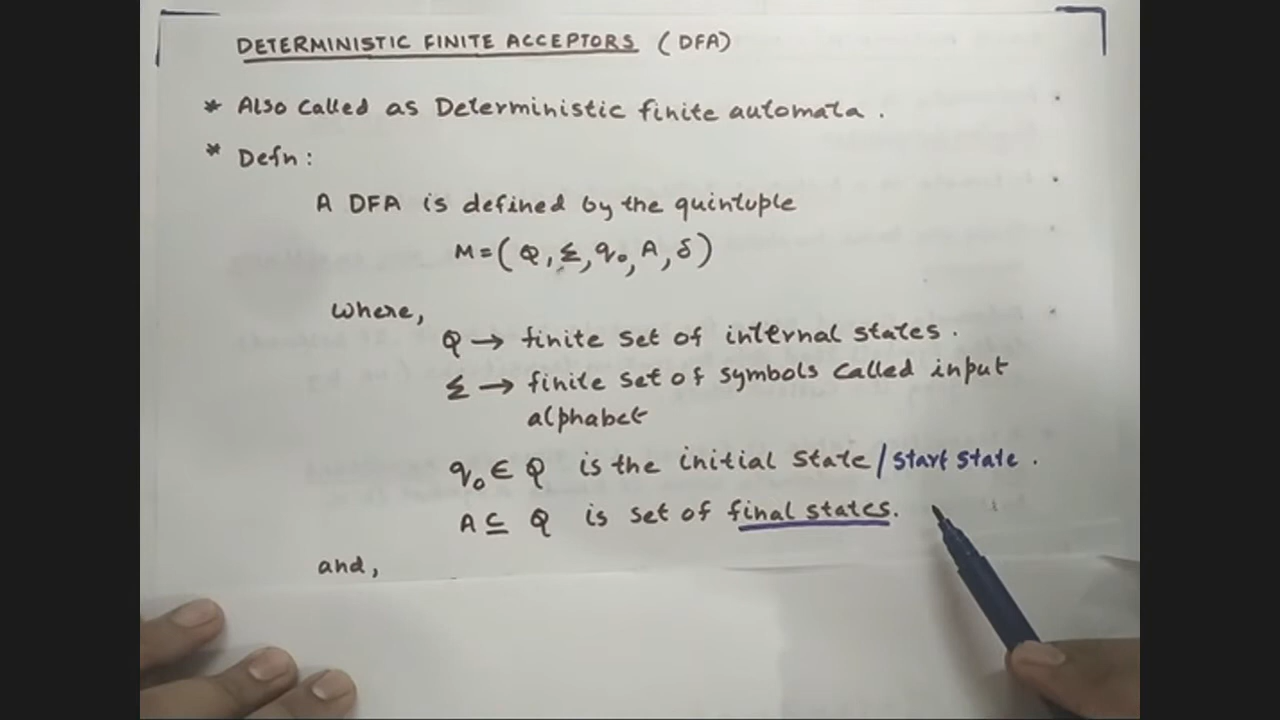 DETERMINISTIC FINITE ACCEPTORS (DFA)
* Also called as Deterministic finite automata.
* Defn:
A DFA is defined by the quintuple
M=(Q,Σ,q₀,A,δ)
where,
Q → finite set of internal states.
Σ → finite set of symbols called input
alphabet
q₀ ∈ Q is the initial state/start state.
A ⊆ Q is set of final states.
and,